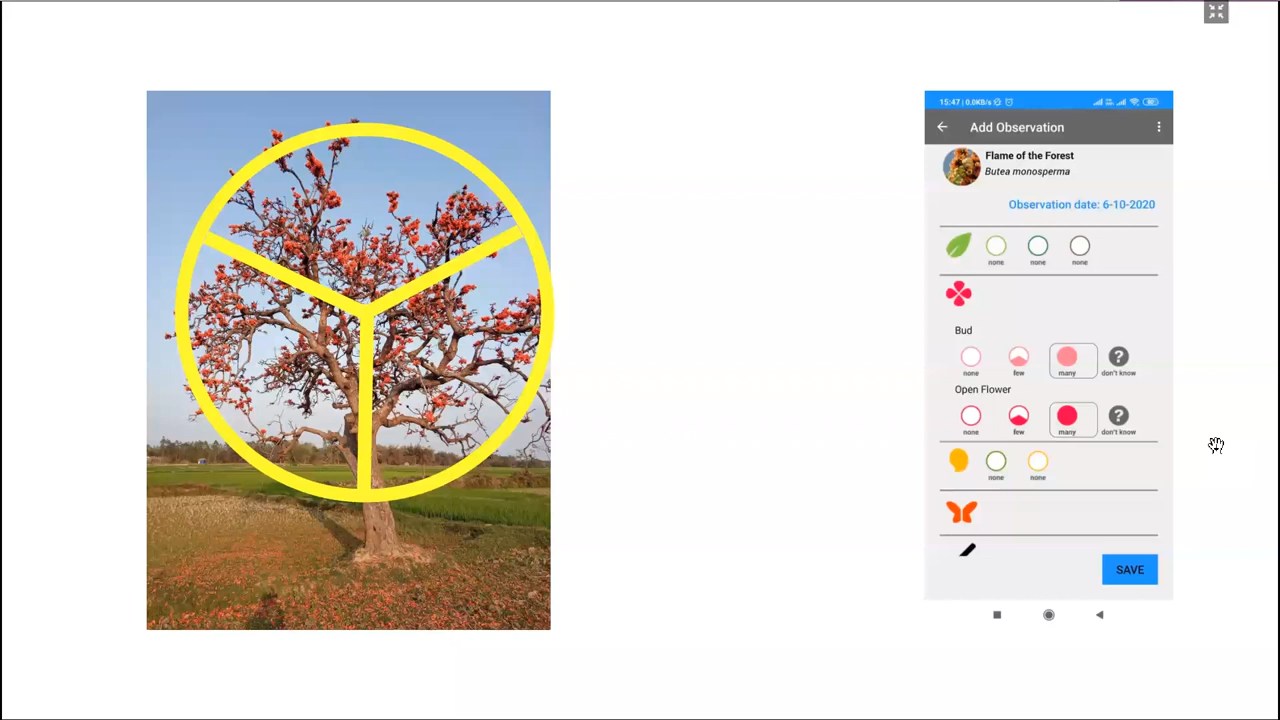 15:47 | 0.0KB/s
Add Observation
Flame of the Forest
Butea monosperma
Observation date: 6-10-2020
none none none
Bud
none few many don't know
Open Flower
none few many don't know
none none
SAVE